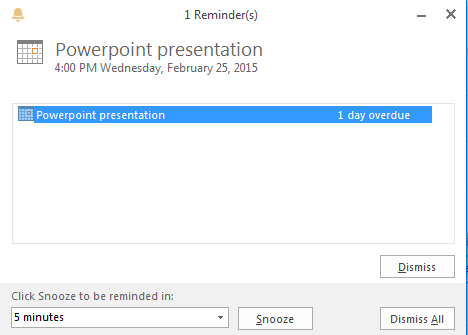 1 Reminder(s)
Powerpoint presentation
4:00 PM Wednesday, February 25, 2015
Powerpoint presentation 1 day overdue
Dismiss
Click Snooze to be reminded in:
5 minutes Snooze Dismiss All